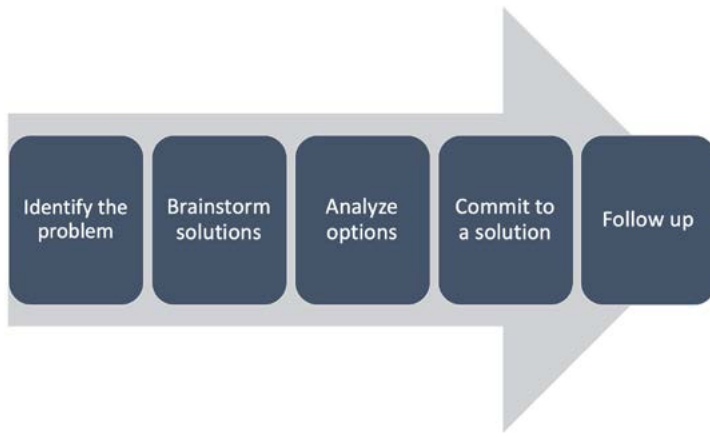 Identify the
problem
Brainstorm
solutions
Analyze
options
Commit to
a solution
Follow up